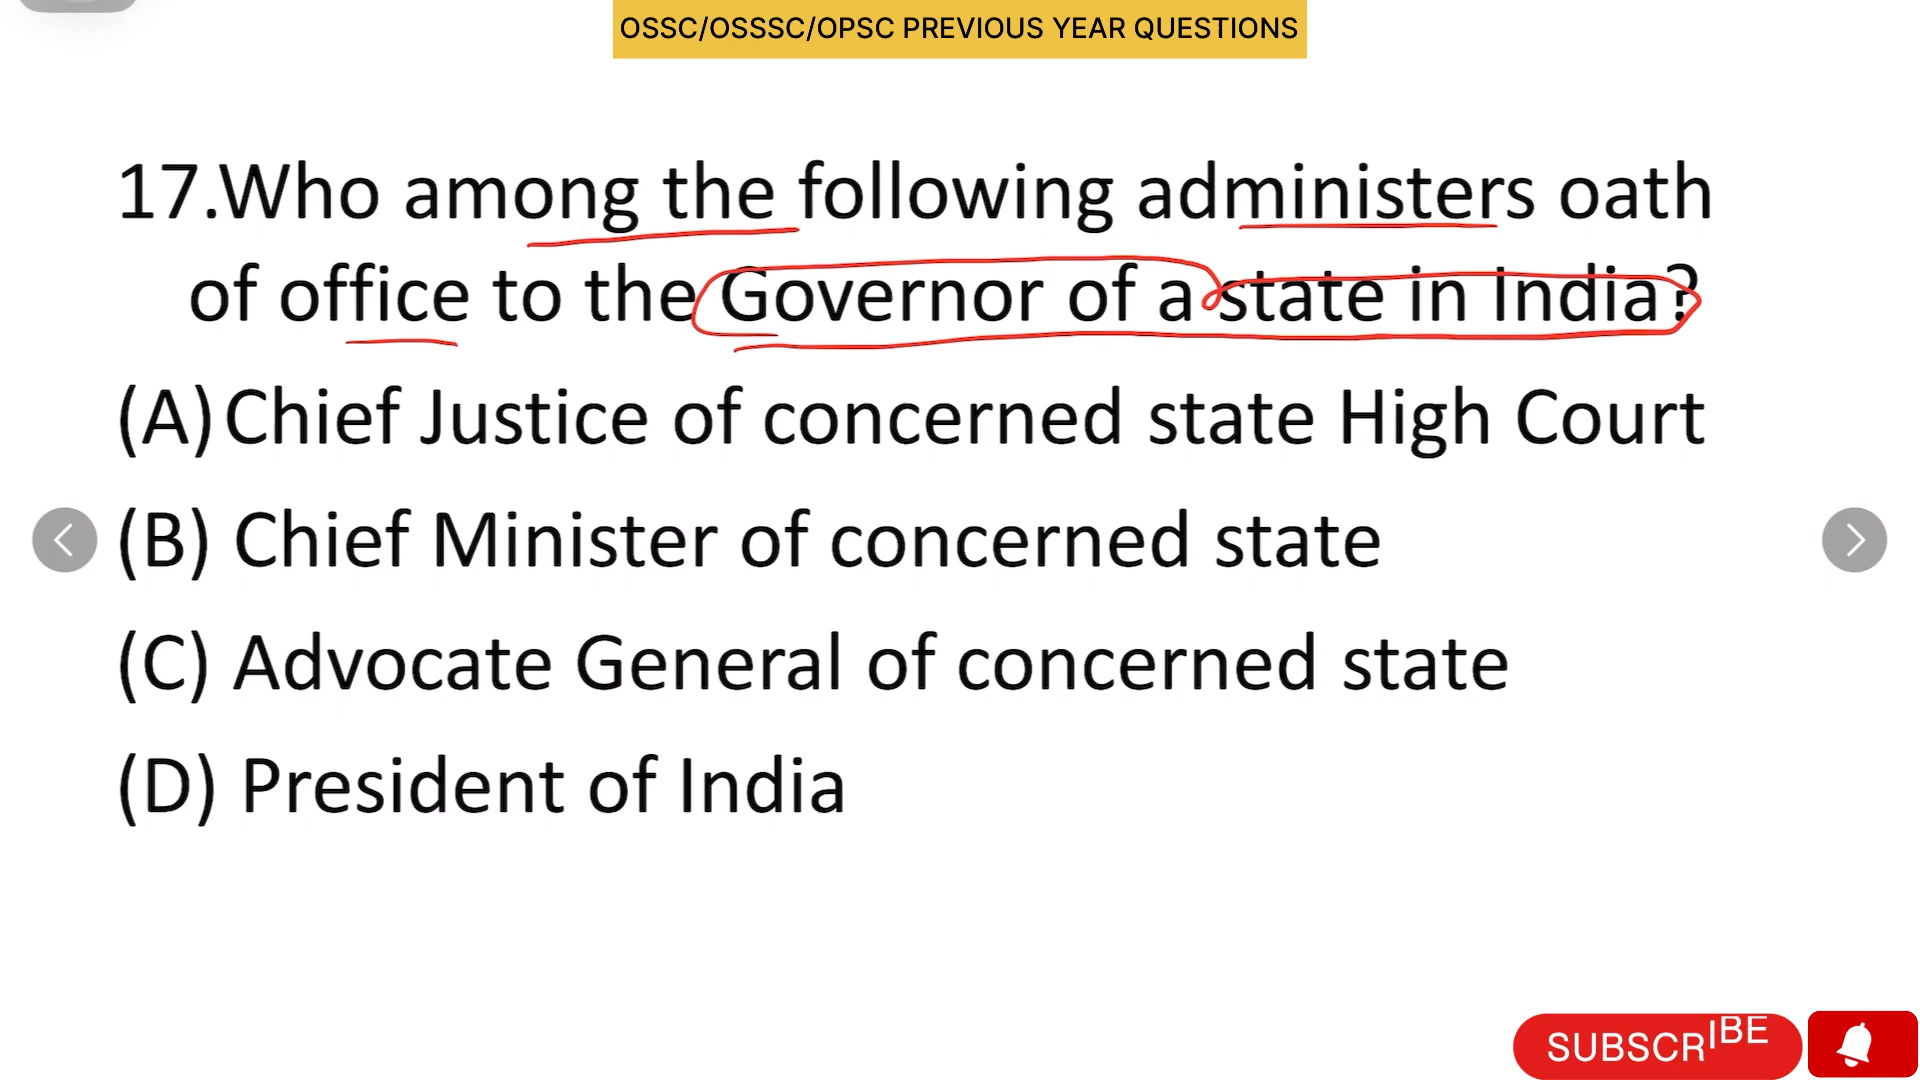 OSSC/OSSSC/OPSC PREVIOUS YEAR QUESTIONS
17.Who among the following administers oath
of office to the Governor of a state in India?
(A) Chief Justice of concerned state High Court
(B) Chief Minister of concerned state
(C) Advocate General of concerned state
(D) President of India
SUBSCRIBE